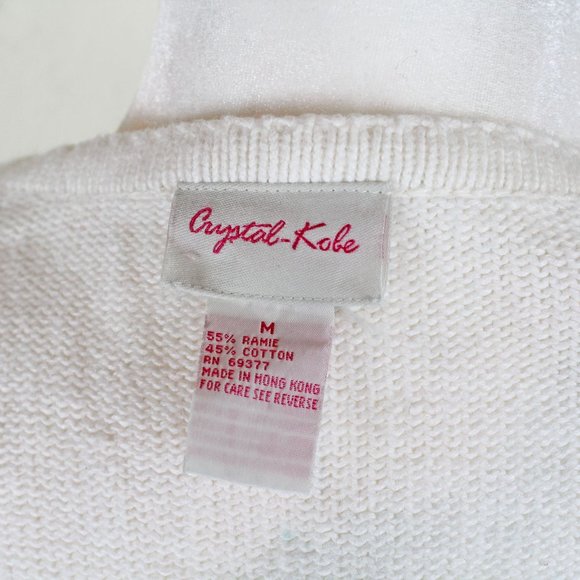 Crystal-Kobe
M
55% RAMIE
45% COTTON
RN 69377
MADE IN HONG KONG
FOR CARE SEE REVERSE